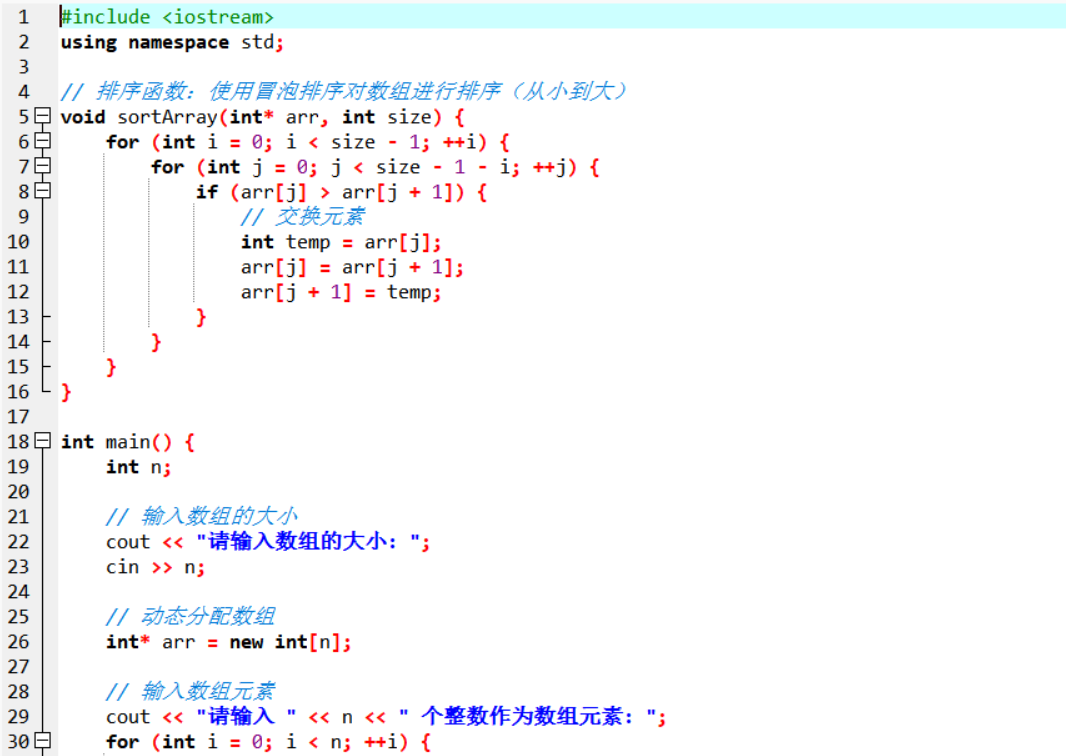 1 #include <iostream>
2 using namespace std;
3
4 // 排序函数：使用冒泡排序对数组进行排序（从小到大）
5 void sortArray(int* arr, int size) {
6     for (int i = 0; i < size - 1; ++i) {
7         for (int j = 0; j < size - 1 - i; ++j) {
8             if (arr[j] > arr[j + 1]) {
9                 // 交换元素
10                 int temp = arr[j];
11                 arr[j] = arr[j + 1];
12                 arr[j + 1] = temp;
13             }
14         }
15     }
16 }
17
18 int main() {
19     int n;
20
21     // 输入数组的大小
22     cout << "请输入数组的大小：";
23     cin >> n;
24
25     // 动态分配数组
26     int* arr = new int[n];
27
28     // 输入数组元素
29     cout << "请输入 " << n << " 个整数作为数组元素：";
30     for (int i = 0; i < n; ++i) {